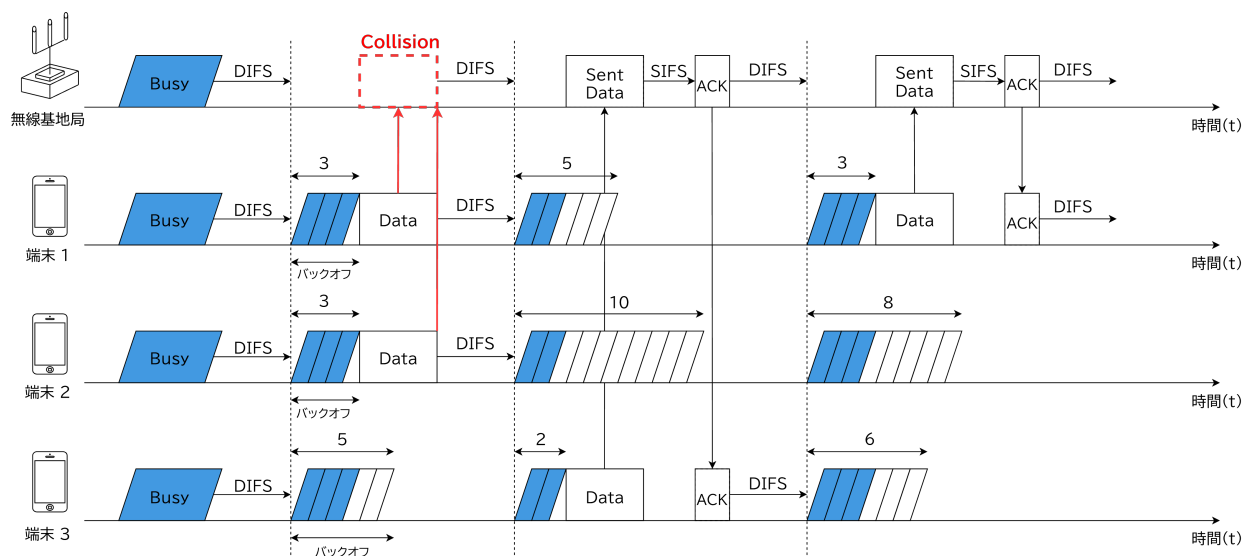 Collision
Busy
DIFS
DIFS
Sent
Data
SIFS
ACK
DIFS
Sent
Data
SIFS
ACK
DIFS
無線基地局
時間(t)
3
5
3
Busy
DIFS
Data
DIFS
Data
ACK
DIFS
端末 1
バックオフ
時間(t)
3
10
8
Busy
DIFS
Data
DIFS
端末 2
バックオフ
時間(t)
5
2
6
Busy
DIFS
Data
ACK
DIFS
端末 3
バックオフ
時間(t)